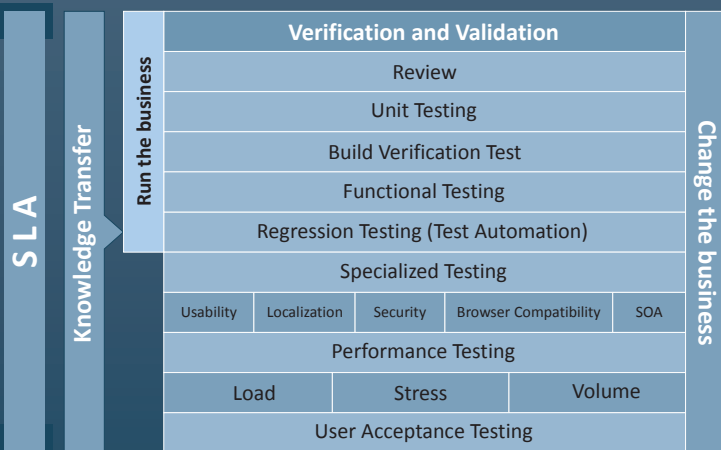 SLA
Knowledge Transfer
Run the business
Verification and Validation
Review
Unit Testing
Build Verification Test
Functional Testing
Regression Testing (Test Automation)
Specialized Testing
Usability
Localization
Security
Browser Compatibility
SOA
Performance Testing
Load
Stress
Volume
User Acceptance Testing
Change the business